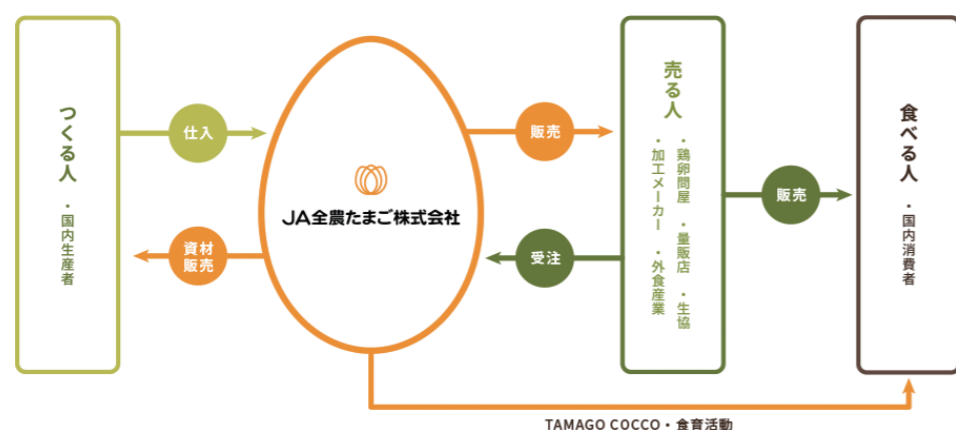 つくる人
・国内生産者
仕入
資材
販売
JA全農たまご株式会社
販売
受注
売る人
・鶏卵問屋 ・量販店 ・生協
・加工メーカー ・外食産業
販売
食べる人
・国内消費者
TAMAGO COCCO・食育活動